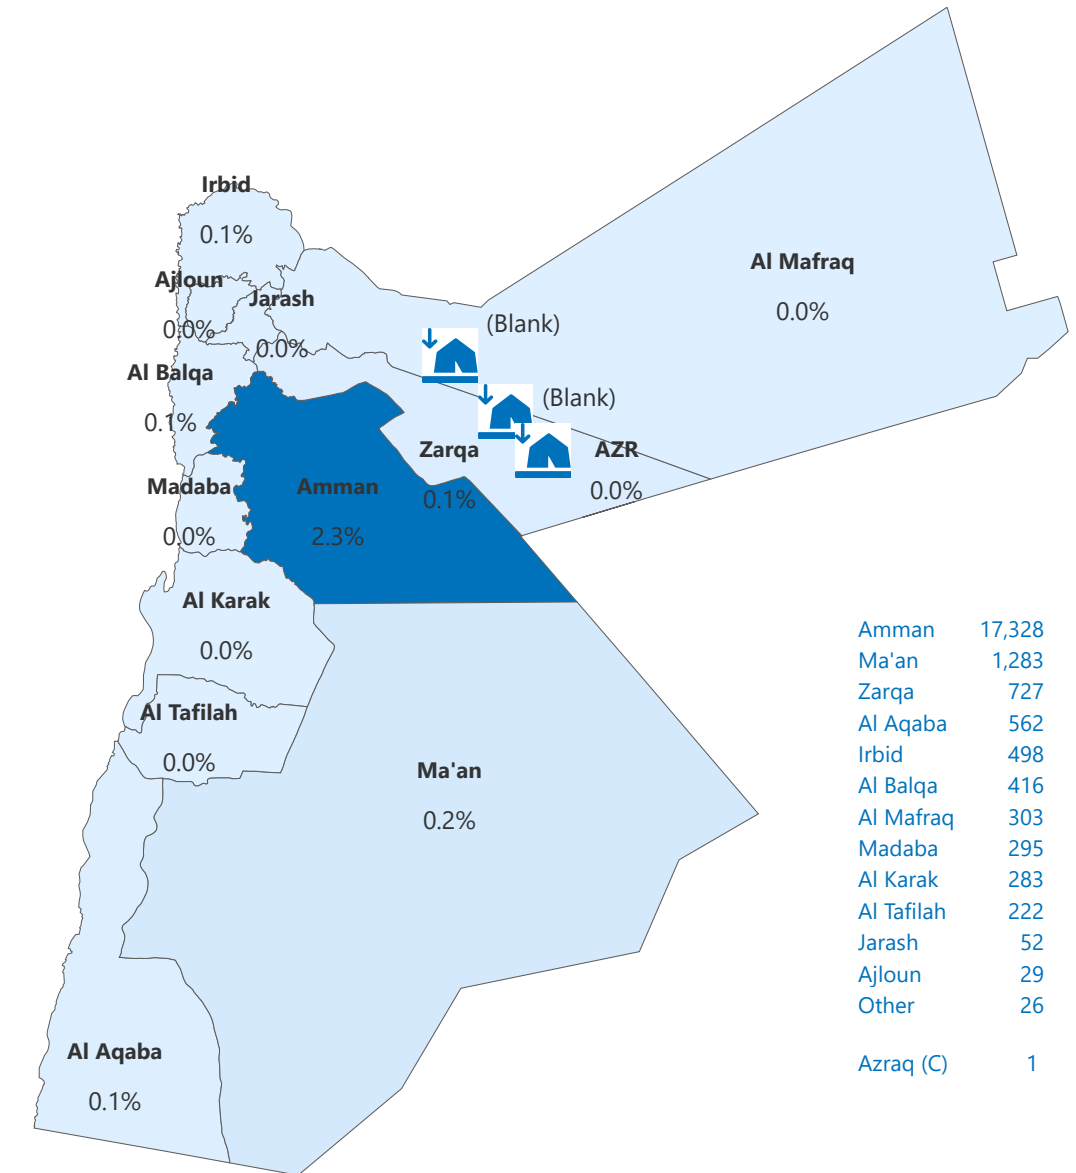 Irbid
0.1%
Ajloun
0.0%
Jarash
0.0%
Al Mafraq
0.0%
(Blank)
(Blank)
Al Balqa
0.1%
Zarqa
0.1%
AZR
0.0%
Madaba
0.0%
Amman
2.3%
Al Karak
0.0%
Al Tafilah
0.0%
Ma'an
0.2%
Al Aqaba
0.1%
Amman 17,328
Ma'an 1,283
Zarqa 727
Al Aqaba 562
Irbid 498
Al Balqa 416
Al Mafraq 303
Madaba 295
Al Karak 283
Al Tafilah 222
Jarash 52
Ajloun 29
Other 26
Azraq (C) 1